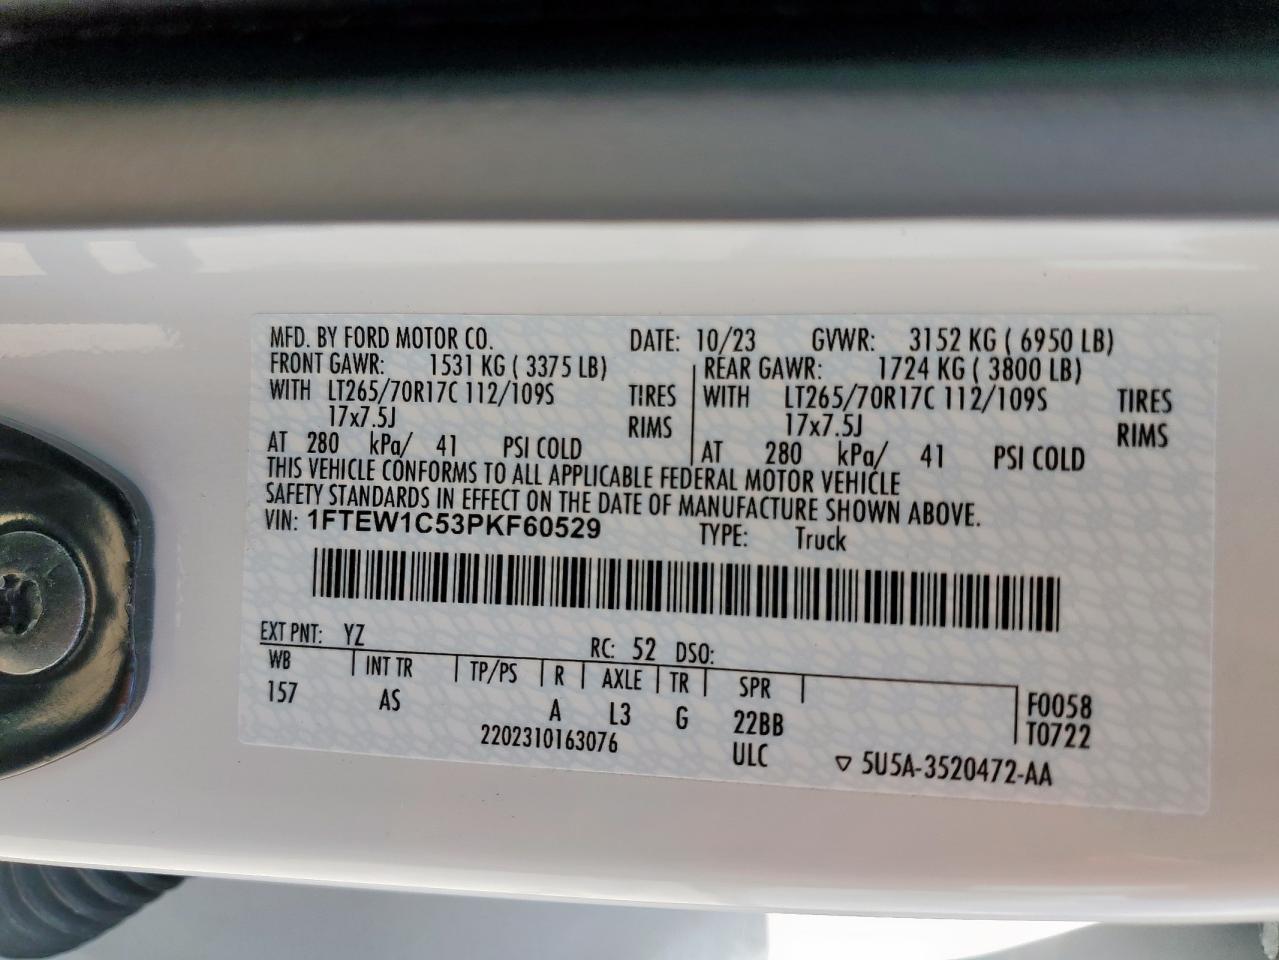 MFD. BY FORD MOTOR CO. DATE: 10/23 GVWR: 3152 KG ( 6950 LB)
FRONT GAWR: 1531 KG ( 3375 LB) REAR GAWR: 1724 KG ( 3800 LB)
WITH LT265/70R17C 112/109S TIRES WITH LT265/70R17C 112/109S TIRES
17x7.5J RIMS 17x7.5J RIMS
AT 280 kPa/ 41 PSI COLD AT 280 kPa/ 41 PSI COLD
THIS VEHICLE CONFORMS TO ALL APPLICABLE FEDERAL MOTOR VEHICLE
SAFETY STANDARDS IN EFFECT ON THE DATE OF MANUFACTURE SHOWN ABOVE.
VIN: 1FTEW1C53PKF60529 TYPE: Truck
EXT PNT: YZ RC: 52 DSO:
WB INT TR TP/PS R AXLE TR SPR
157 AS A L3 G 22BB F0058
2202310163076 ULC T0722
▽ 5U5A-3520472-AA